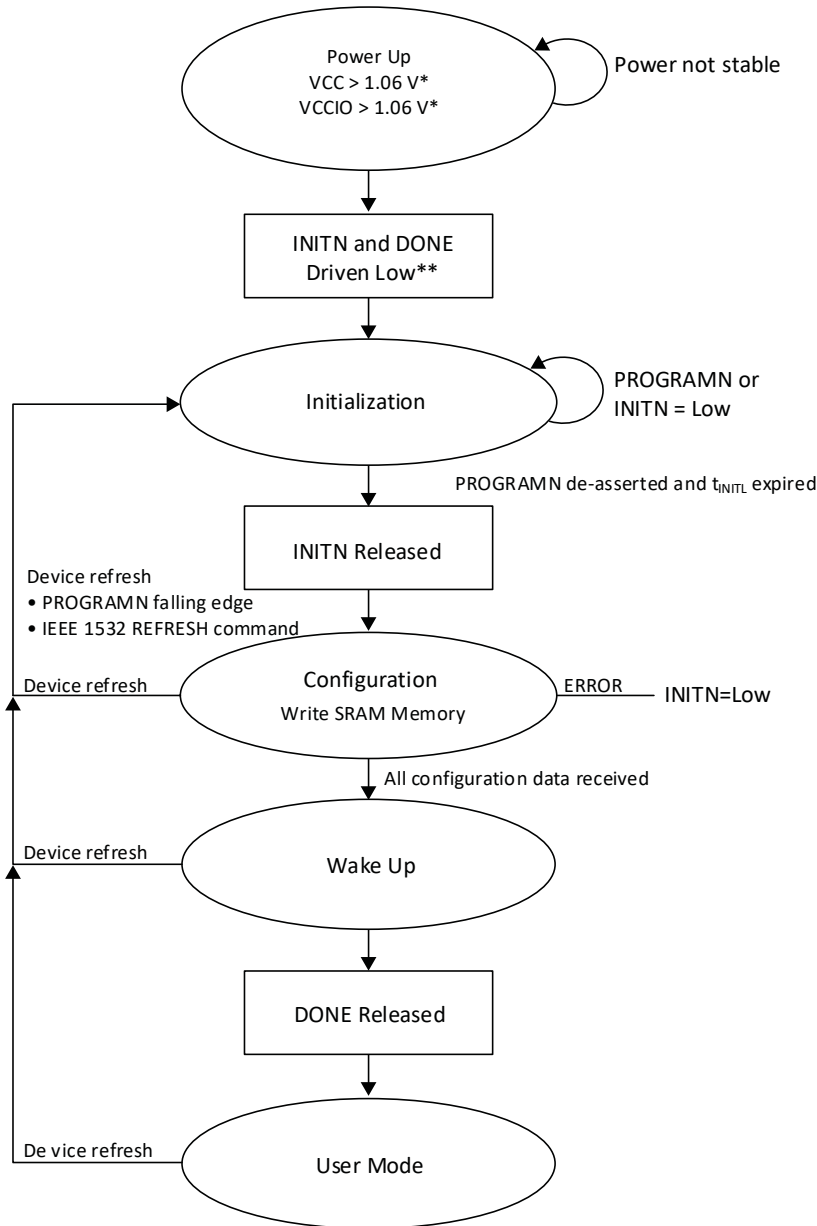 Power Up
VCC > 1.06 V*
VCCIO > 1.06 V*
Power not stable
INITN and DONE
Driven Low**
Initialization
PROGRAMN or
INITN = Low
PROGRAMN de-asserted and tINITL expired
INITN Released
Device refresh
• PROGRAMN falling edge
• IEEE 1532 REFRESH command
Device refresh
Configuration
Write SRAM Memory
ERROR
INITN=Low
All configuration data received
Device refresh
Wake Up
DONE Released
De vice refresh
User Mode